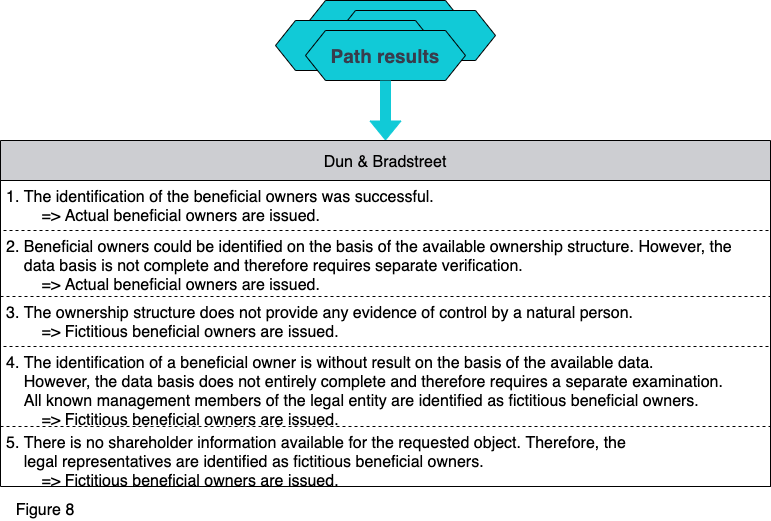 Path results
Dun & Bradstreet
1. The identification of the beneficial owners was successful.
=> Actual beneficial owners are issued.
2. Beneficial owners could be identified on the basis of the available ownership structure. However, the
data basis is not complete and therefore requires separate verification.
=> Actual beneficial owners are issued.
3. The ownership structure does not provide any evidence of control by a natural person.
=> Fictitious beneficial owners are issued.
4. The identification of a beneficial owner is without result on the basis of the available data.
However, the data basis does not entirely complete and therefore requires a separate examination.
All known management members of the legal entity are identified as fictitious beneficial owners.
=> Fictitious beneficial owners are issued.
5. There is no shareholder information available for the requested object. Therefore, the
legal representatives are identified as fictitious beneficial owners.
=> Fictitious beneficial owners are issued.
Figure 8